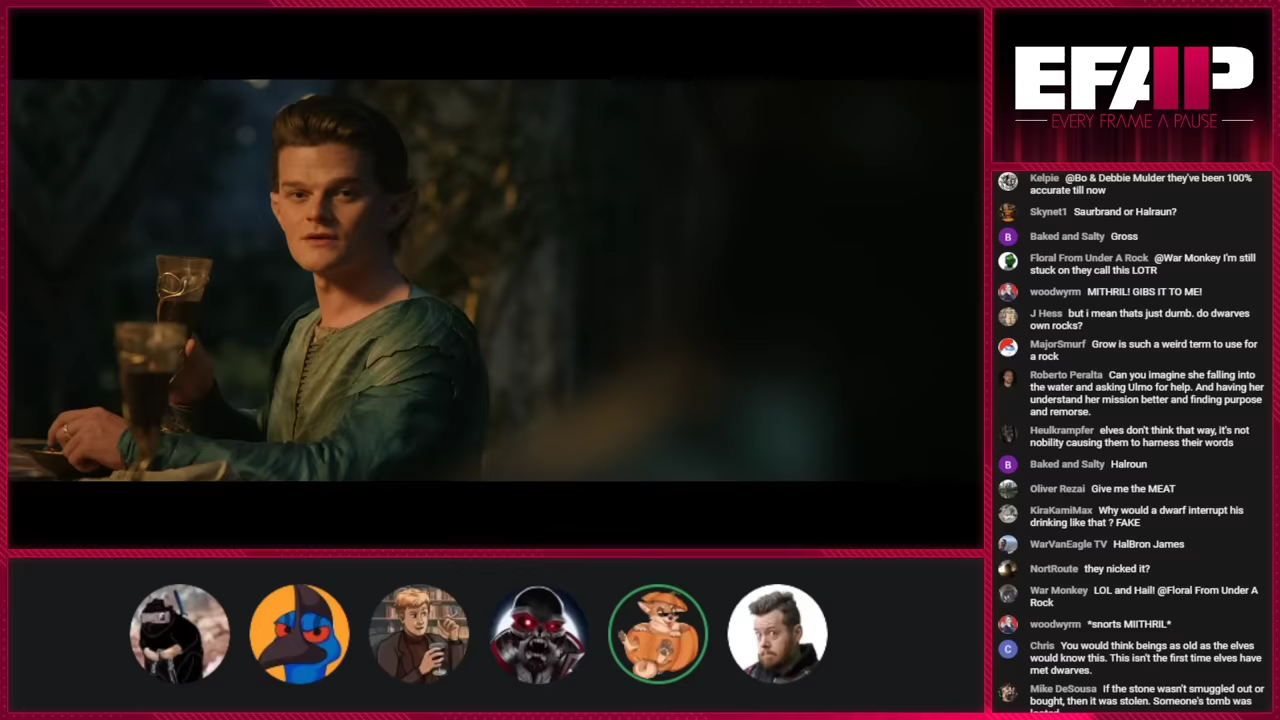 EFAP
EVERY FRAME A PAUSE
Kelpie @Bo & Debbie Mulder they've been 100%
accurate till now
Skynet1 Saurbrand or Halraun?
B
Baked and Salty Gross
Floral From Under A Rock @War Monkey I'm still
stuck on they call this LOTR
woodwyrm MITHRIL! GIBS IT TO ME!
J Hess but i mean thats just dumb. do dwarves
own rocks?
MajorSmurf Grow is such a weird term to use for
a rock
Roberto Peralta Can you imagine she falling into
the water and asking Ulmo for help. And having her
understand her mission better and finding purpose
and remorse.
Heulkrampfer elves don't think that way, it's not
nobility causing them to harness their words
B
Baked and Salty Halroun
Oliver Rezai Give me the MEAT
KiraKamiMax Why would a dwarf interrupt his
drinking like that ? FAKE
WarVanEagle TV HalBron James
NortRoute they nicked it?
War Monkey LOL and Hail! @Floral From Under A
Rock
woodwyrm *snorts MIITHRIL*
C
Chris You would think beings as old as the elves
would know this. This isn't the first time elves have
met dwarves.
Mike DeSousa If the stone wasn't smuggled out or
bought, then it was stolen. Someone's tomb was